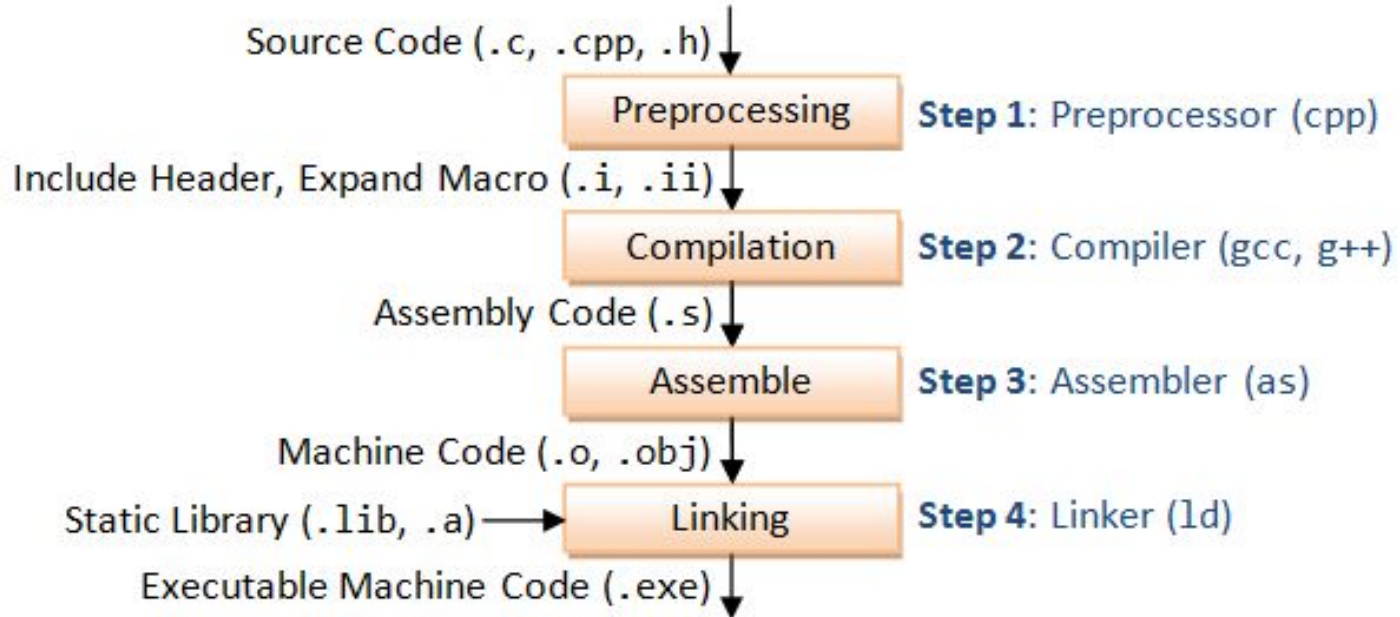 Source Code (.c, .cpp, .h)
Preprocessing
Step 1: Preprocessor (cpp)
Include Header, Expand Macro (.i, .ii)
Compilation
Step 2: Compiler (gcc, g++)
Assembly Code (.s)
Assemble
Step 3: Assembler (as)
Machine Code (.o, .obj)
Static Library (.lib, .a)
Linking
Step 4: Linker (ld)
Executable Machine Code (.exe)